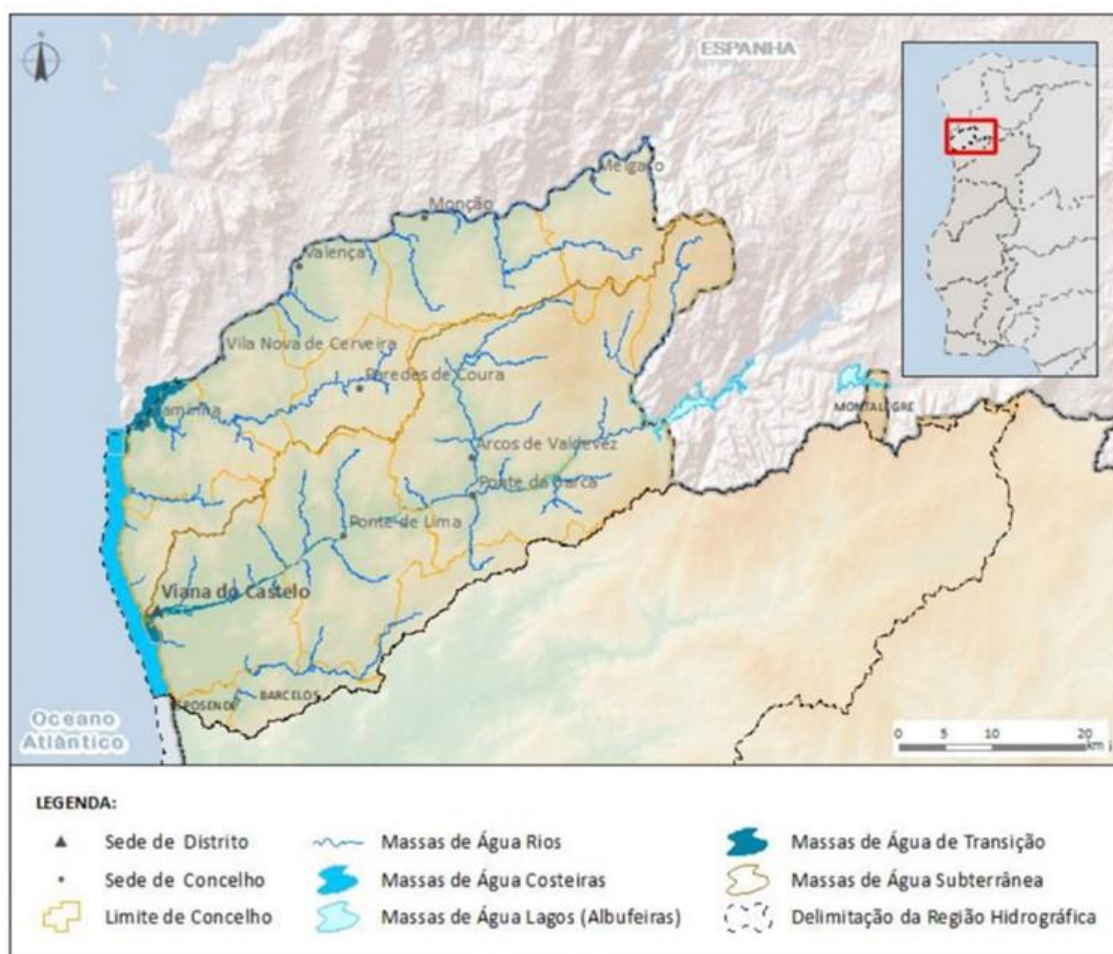 ESPANHA
Melgaço
Monção
Valença
Vila Nova de Cerveira
Paredes de Coura
Caminha
MONTALEGRE
Arcos de Valdevez
Ponte da Barca
Ponte de Lima
Viana do Castelo
BARCELOS
Oceano
Atlântico
0 5 10 20
km
LEGENDA:
Sede de Distrito
Massas de Água Rios
Massas de Água de Transição
Sede de Concelho
Massas de Água Costeiras
Massas de Água Subterrânea
Limite de Concelho
Massas de Água Lagos (Albufeiras)
Delimitação da Região Hidrográfica